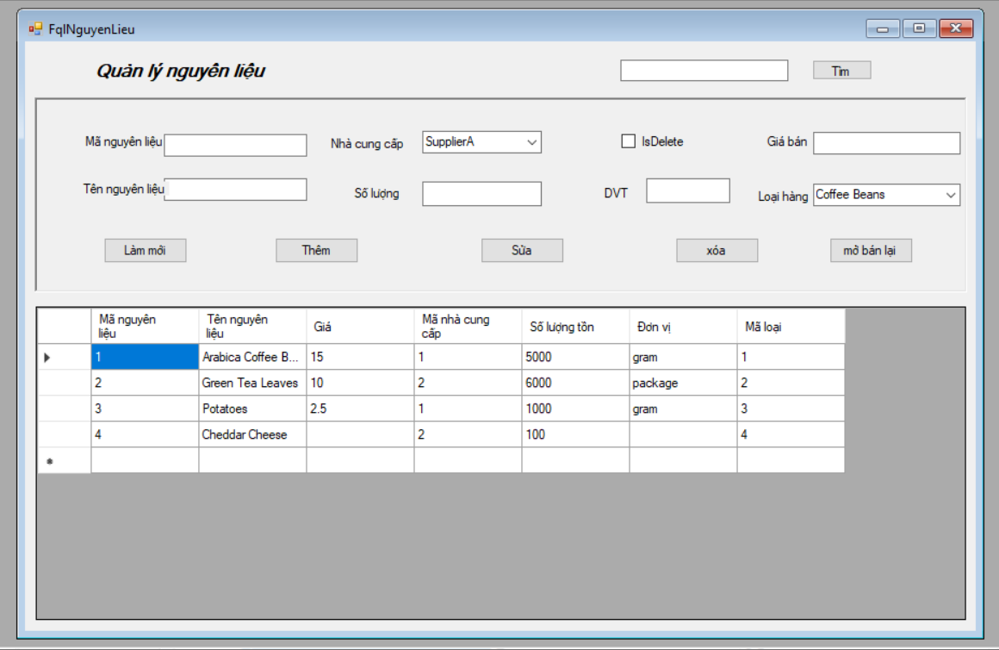 FqlNguyenLieu
Quản lý nguyên liệu
Tìm
Mã nguyên liệu
Nhà cung cấp
SupplierA
IsDelete
Giá bán
Tên nguyên liệu
Số lượng
DVT
Loại hàng
Coffee Beans
Làm mới
Thêm
Sửa
xóa
mở bán lại
Mã nguyên
liệu
Tên nguyên
liệu
Giá
Mã nhà cung
cấp
Số lượng tồn
Đơn vị
Mã loại
1 Arabica Coffee B... 15 1 5000 gram 1
2 Green Tea Leaves 10 2 6000 package 2
3 Potatoes 2.5 1 1000 gram 3
4 Cheddar Cheese 2 100 4